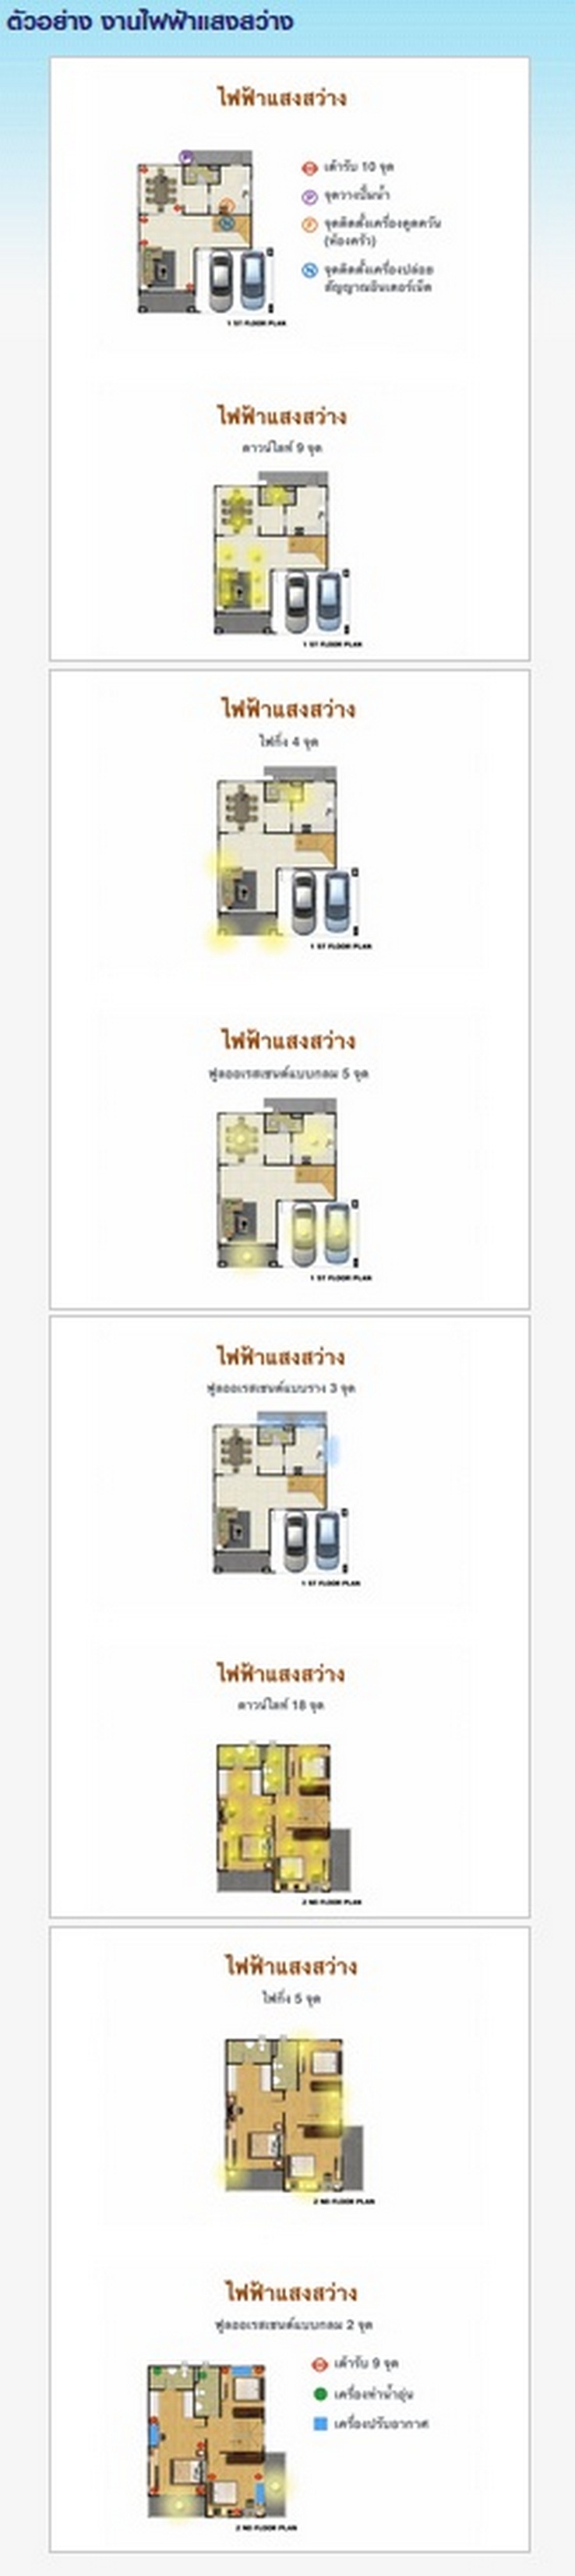 ตัวอย่าง งานไฟฟ้าแสงสว่าง
ไฟฟ้าแสงสว่าง
เต้ารับ 10 จุด
จุดวางปั๊มน้ำ
จุดติดตั้งเครื่องดูดควัน
(ห้องครัว)
จุดติดตั้งเครื่องปล่อย
สัญญาณอินเตอร์เน็ต
1 ST FLOOR PLAN
ไฟฟ้าแสงสว่าง
ดาวน์ไลท์ 9 จุด
1 ST FLOOR PLAN
ไฟฟ้าแสงสว่าง
ไฟกิ่ง 4 จุด
1 ST FLOOR PLAN
ไฟฟ้าแสงสว่าง
ฟูลออเรสเซนต์แบบกลม 5 จุด
1 ST FLOOR PLAN
ไฟฟ้าแสงสว่าง
ฟูลออเรสเซนต์แบบราง 3 จุด
1 ST FLOOR PLAN
ไฟฟ้าแสงสว่าง
ดาวน์ไลท์ 18 จุด
2 ND FLOOR PLAN
ไฟฟ้าแสงสว่าง
ไฟกิ่ง 5 จุด
2 ND FLOOR PLAN
ไฟฟ้าแสงสว่าง
ฟูลออเรสเซนต์แบบกลม 2 จุด
เต้ารับ 9 จุด
เครื่องทำน้ำอุ่น
เครื่องปรับอากาศ
2 ND FLOOR PLAN